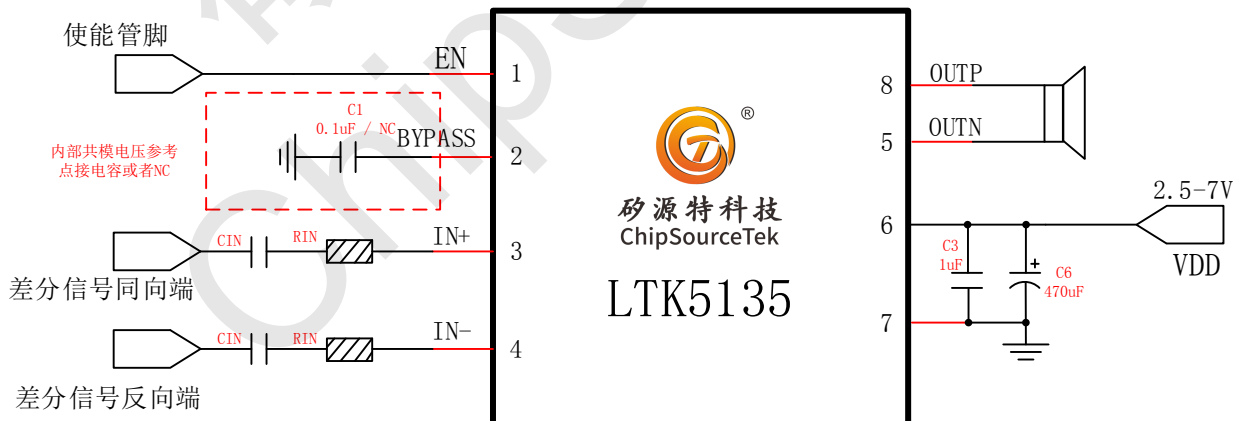 使能管脚
EN
1
C1
0.1uF / NC
BYPASS
2
内部共模电压参考
点接电容或者NC
CIN
RIN
IN+
3
差分信号同向端
CIN
RIN
IN-
4
差分信号反向端
®
矽源特科技
ChipSourceTek
LTK5135
8
OUTP
5
OUTN
6
2.5-7V
VDD
C3
1uF
+
C6
470uF
7